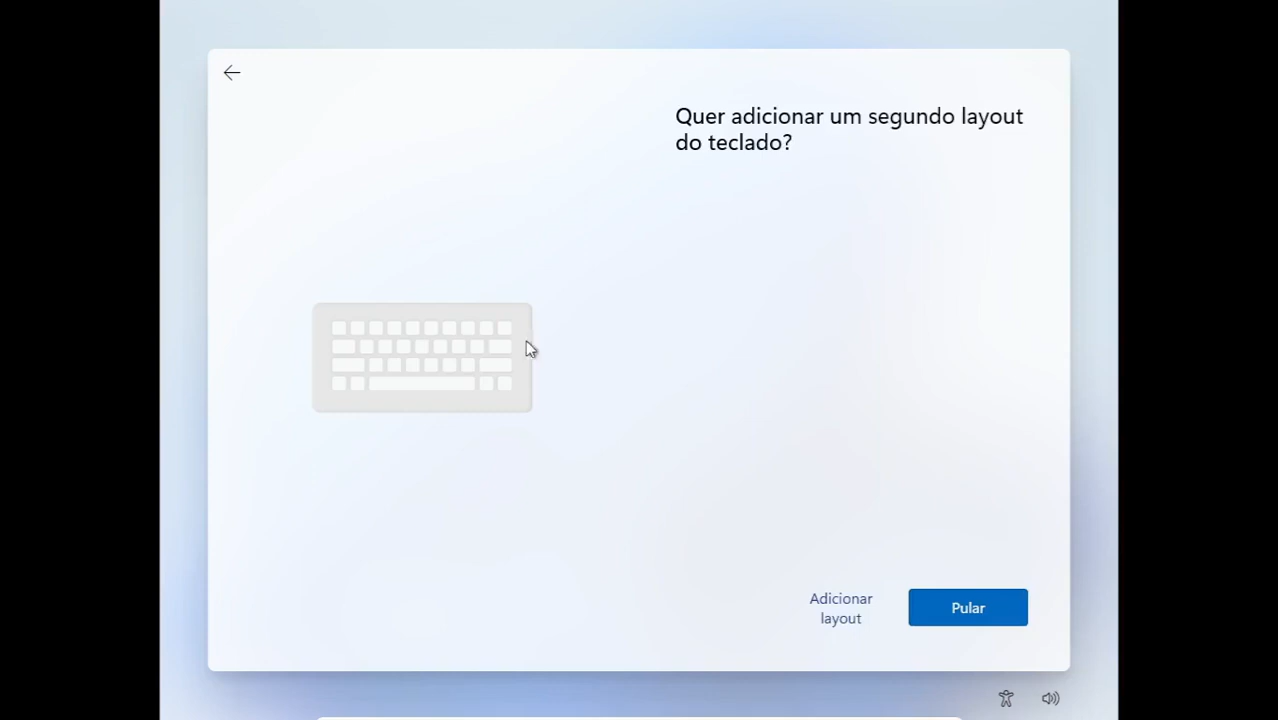 Quer adicionar um segundo layout
do teclado?
Adicionar
layout
Pular